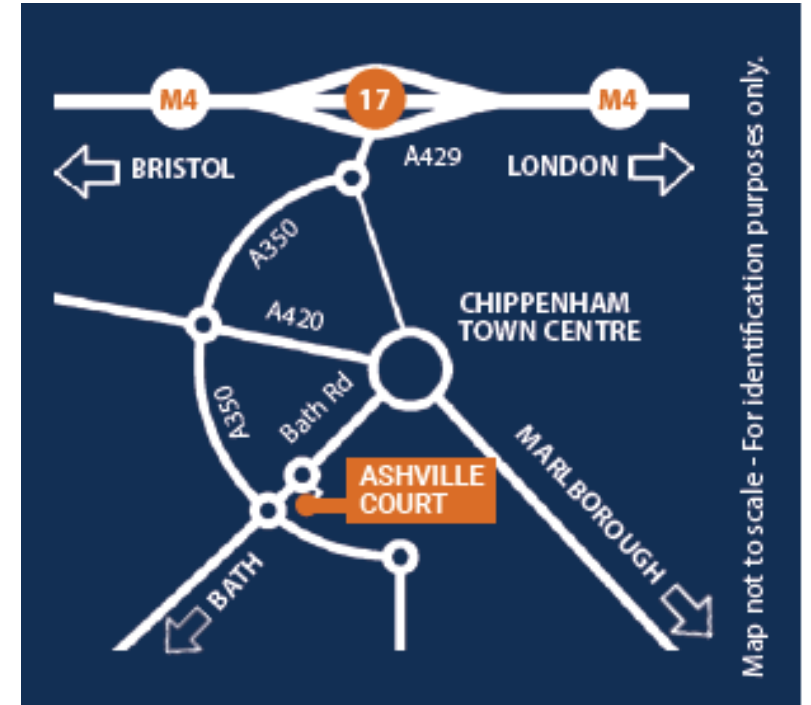 M4
17
M4
A429
BRISTOL
LONDON
A350
A420
CHIPPENHAM
TOWN CENTRE
A350
Bath Rd
ASHVILLE
COURT
MARLBOROUGH
BATH
Map not to scale - For identification purposes only.